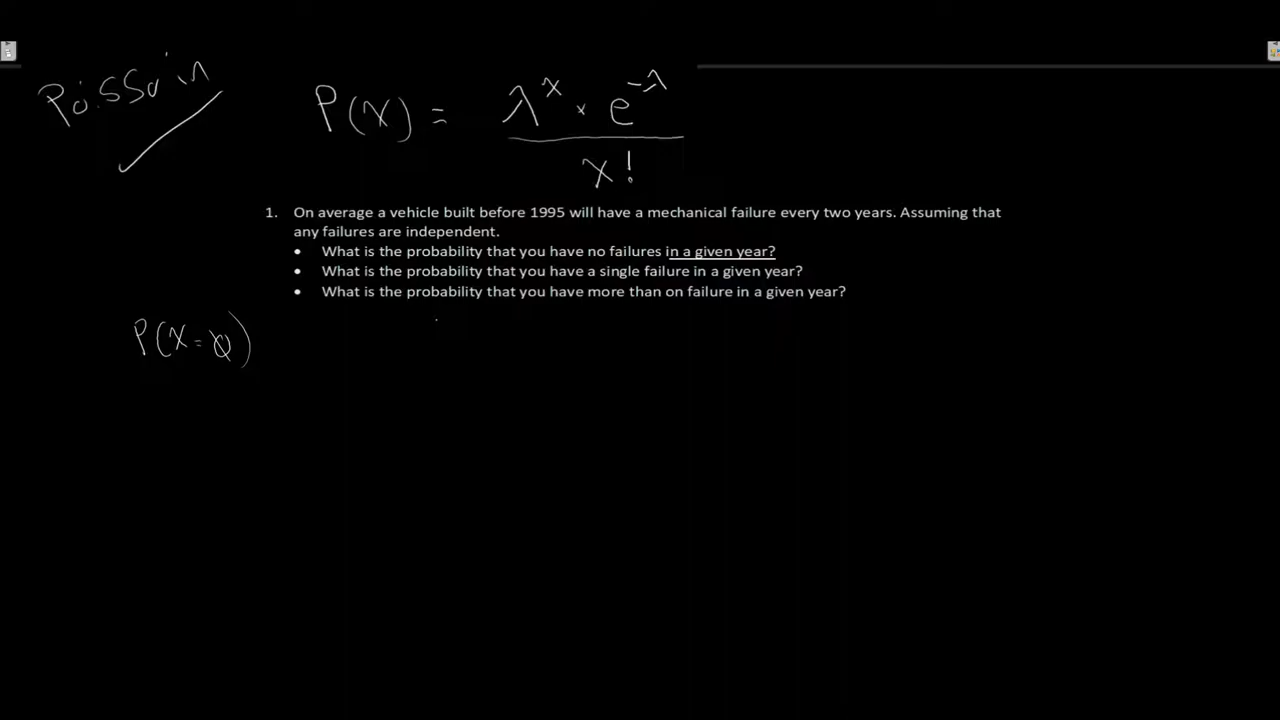 Poissoin
P(X) = λ^x × e^-λ
x!
1. On average a vehicle built before 1995 will have a mechanical failure every two years. Assuming that
any failures are independent.
• What is the probability that you have no failures in a given year?
• What is the probability that you have a single failure in a given year?
• What is the probability that you have more than on failure in a given year?
P(X=0)